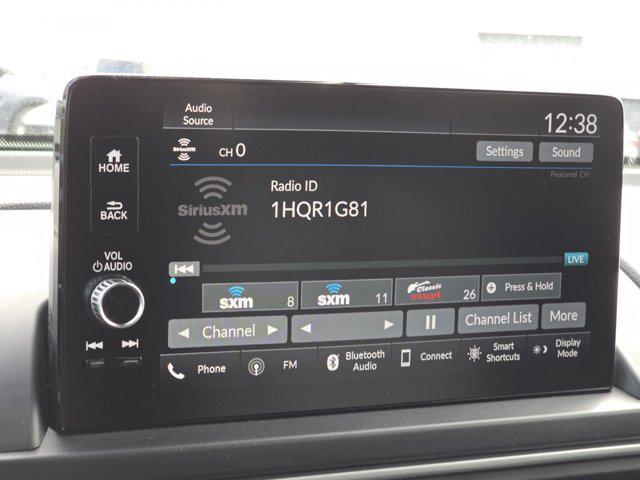 Audio
Source
12:38
SiriusXM
CH 0
Settings
Sound
Featured CH
HOME
BACK
VOL
AUDIO
SiriusXM
Radio ID
1HQR1G81
LIVE
sxm 8
sxm 11
Classic
vinyl 26
Press & Hold
Channel
Channel List
More
Phone
FM
Bluetooth
Audio
Connect
Smart
Shortcuts
Display
Mode